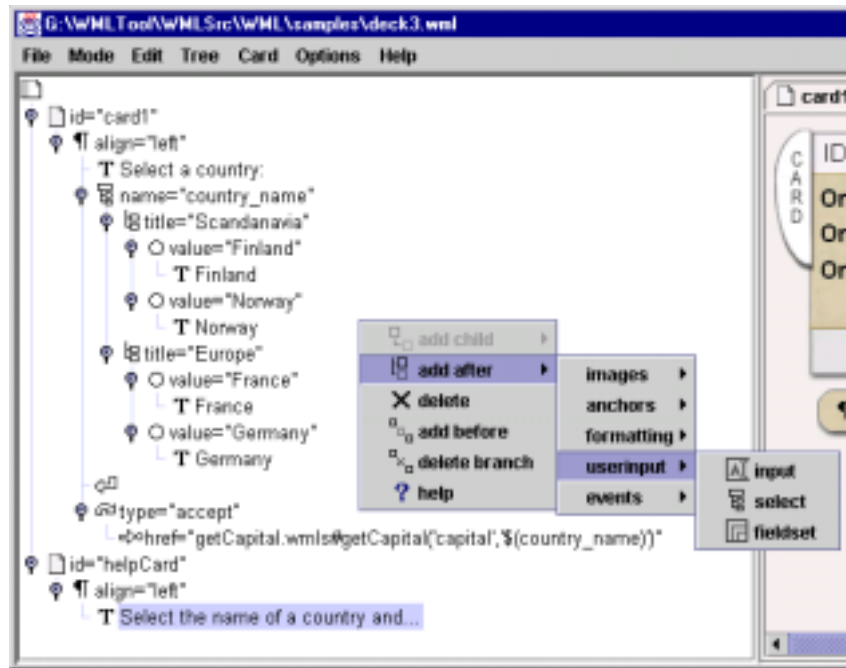 G:\WMLTool\WMLSrc\WML\samples\deck3.wml
File Mode Edit Tree Card Options Help
id="card1"
¶ align="left"
T Select a country:
name="country_name"
title="Scandanavia"
value="Finland"
T Finland
value="Norway"
T Norway
title="Europe"
value="France"
T France
value="Germany"
T Germany
type="accept"
href="getCapital.wmls#getCapital('capital','$(country_name)')"
id="helpCard"
¶ align="left"
T Select the name of a country and...
add child
add after
delete
add before
delete branch
? help
images
anchors
formatting
userinput
events
input
select
fieldset
card1
CARD
ID
On
On
On
¶